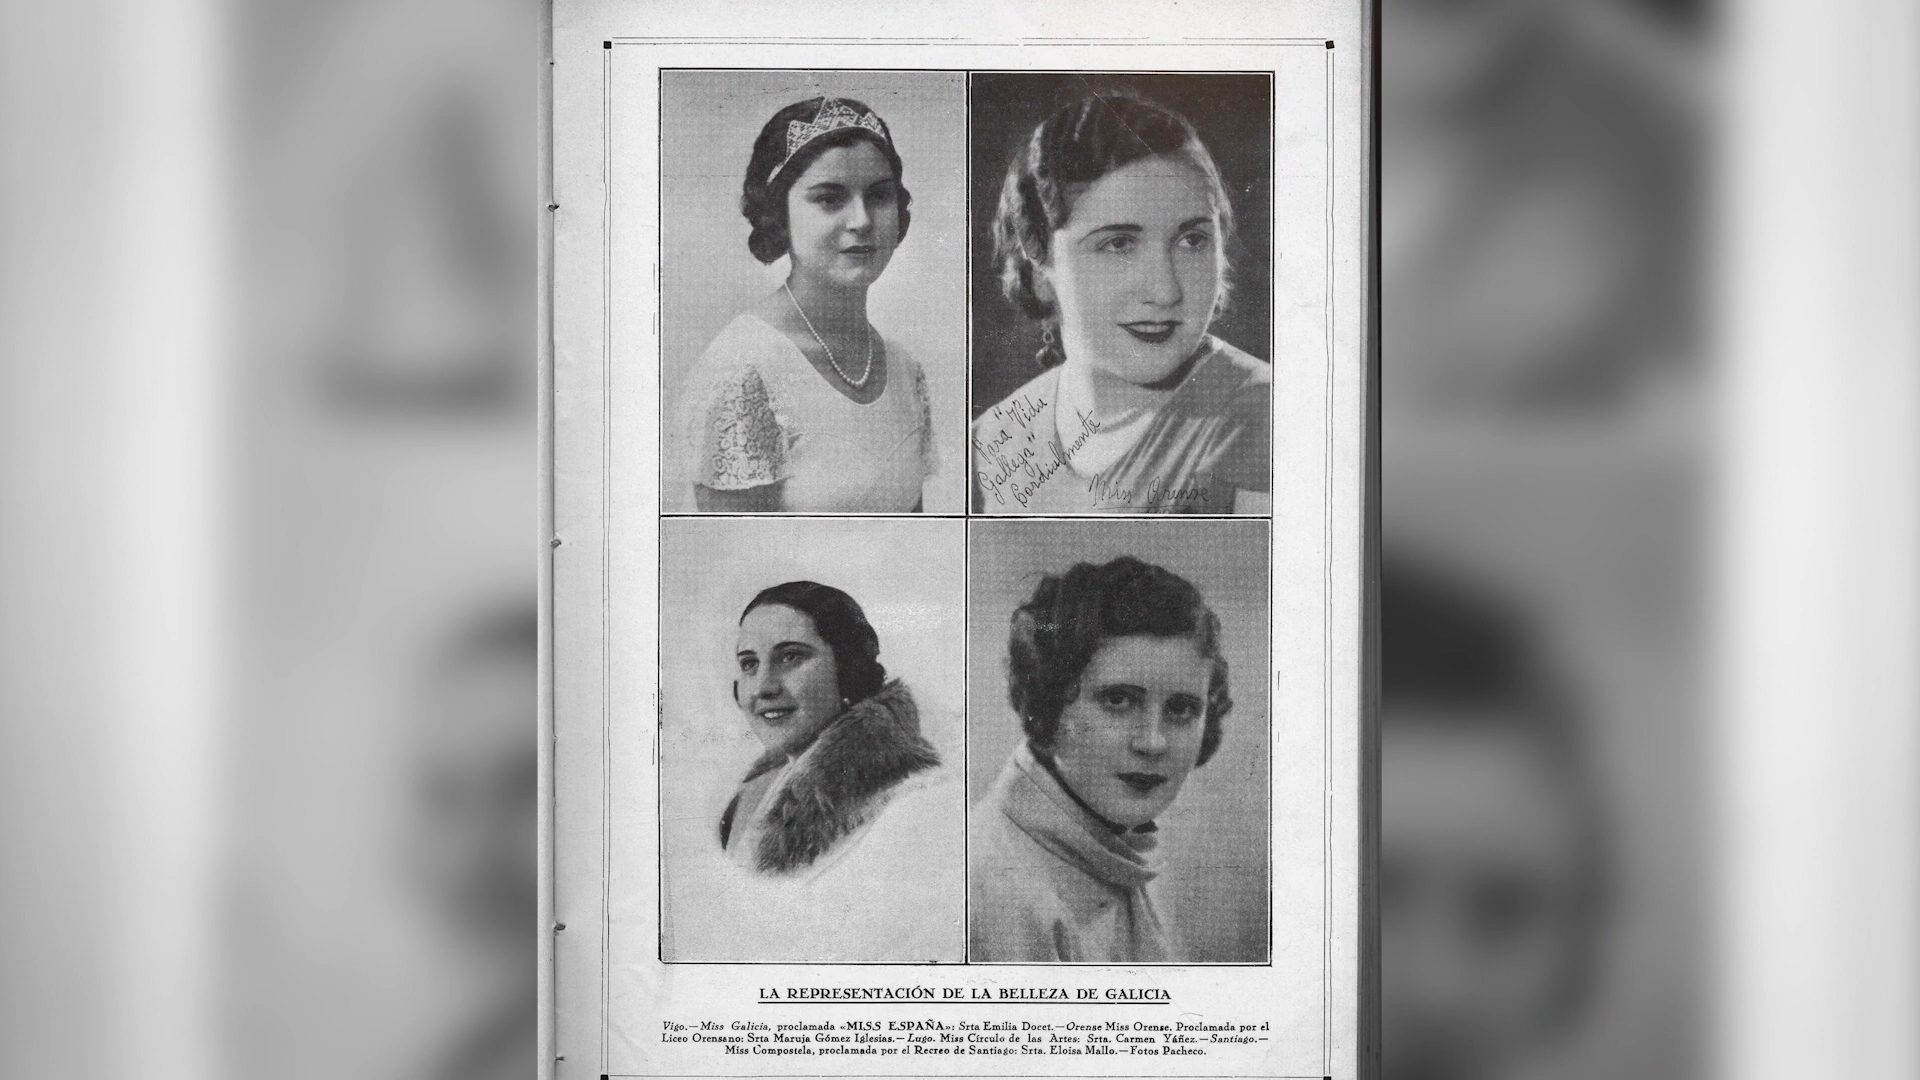 Para "Vida
Gallega"
Cordialmente
Miss Orense
LA REPRESENTACIÓN DE LA BELLEZA DE GALICIA
Vigo.—Miss Galicia, proclamada «MISS ESPAÑA»: Srta Emilia Docet.—Orense Miss Orense. Proclamada por el
Liceo Orensano: Srta Maruja Gómez Iglesias.—Lugo. Miss Círculo de las Artes: Srta. Carmen Yáñez.—Santiago.—
Miss Compostela, proclamada por el Recreo de Santiago: Srta. Eloisa Mallo.—Fotos Pacheco.